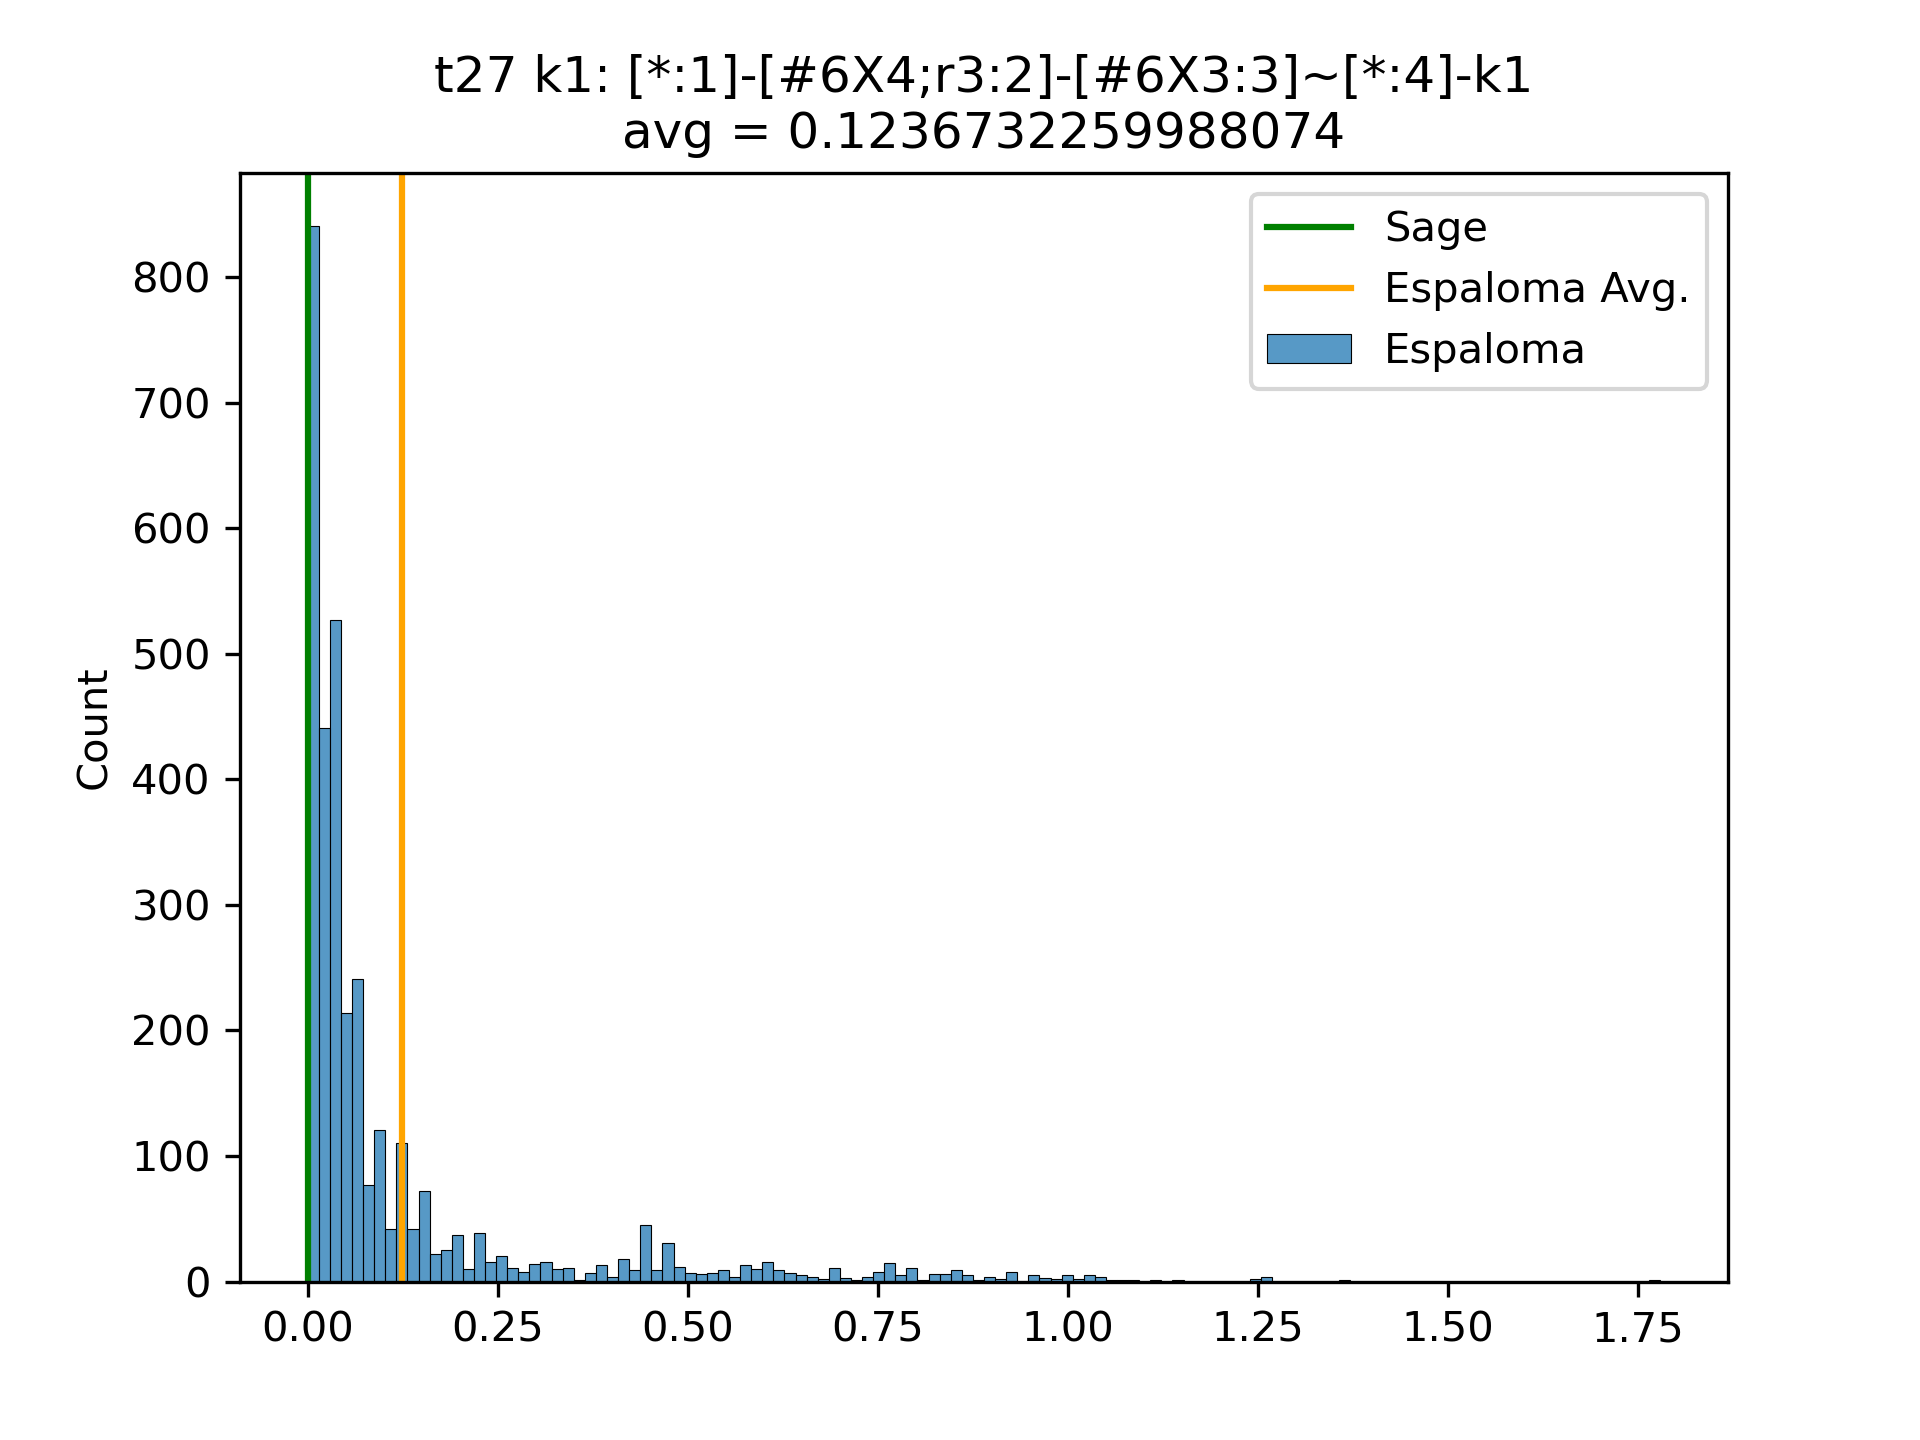 t27 k1: [*:1]-[#6X4;r3:2]-[#6X3:3]~[*:4]-k1
avg = 0.1236732259988074
Sage
Espaloma Avg.
Espaloma
Count
800
700
600
500
400
300
200
100
0
0.00 0.25 0.50 0.75 1.00 1.25 1.50 1.75